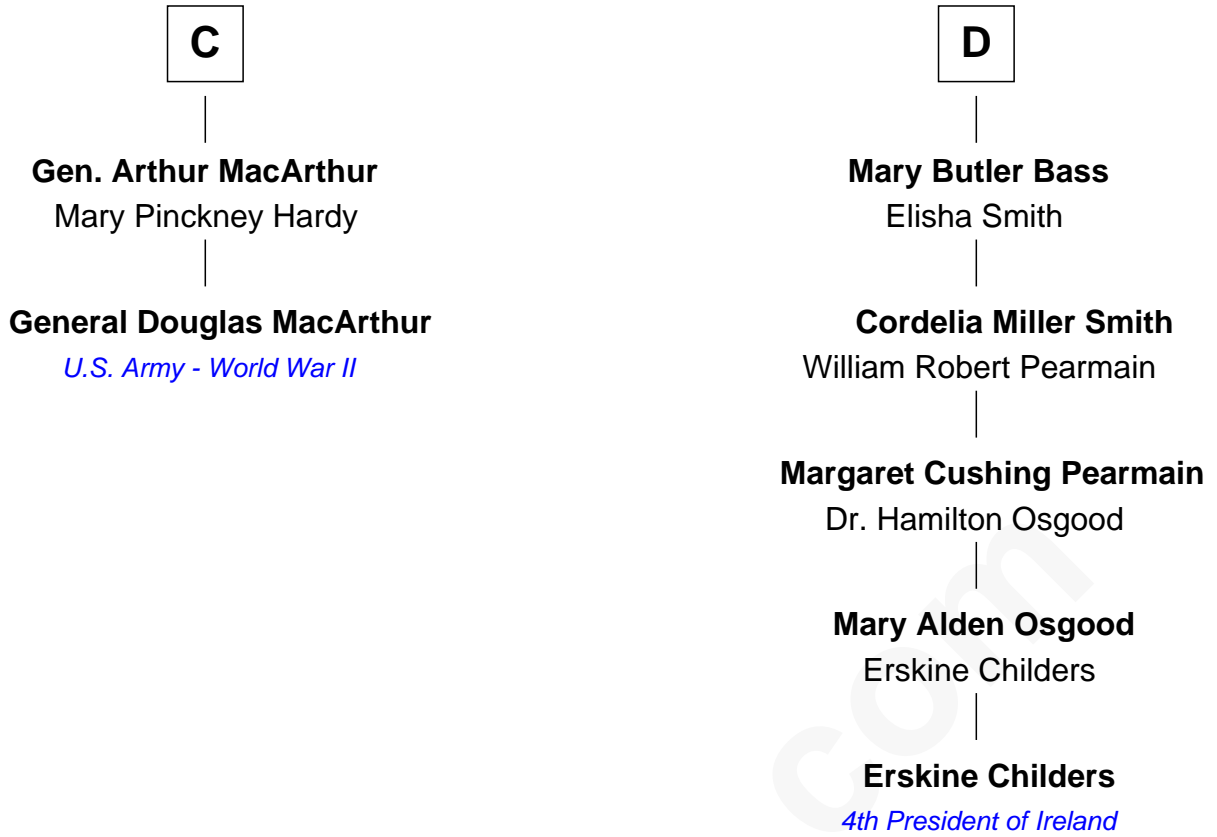 C
Gen. Arthur MacArthur
Mary Pinckney Hardy
General Douglas MacArthur
U.S. Army - World War II
D
Mary Butler Bass
Elisha Smith
Cordelia Miller Smith
William Robert Pearmain
Margaret Cushing Pearmain
Dr. Hamilton Osgood
Mary Alden Osgood
Erskine Childers
Erskine Childers
4th President of Ireland
com